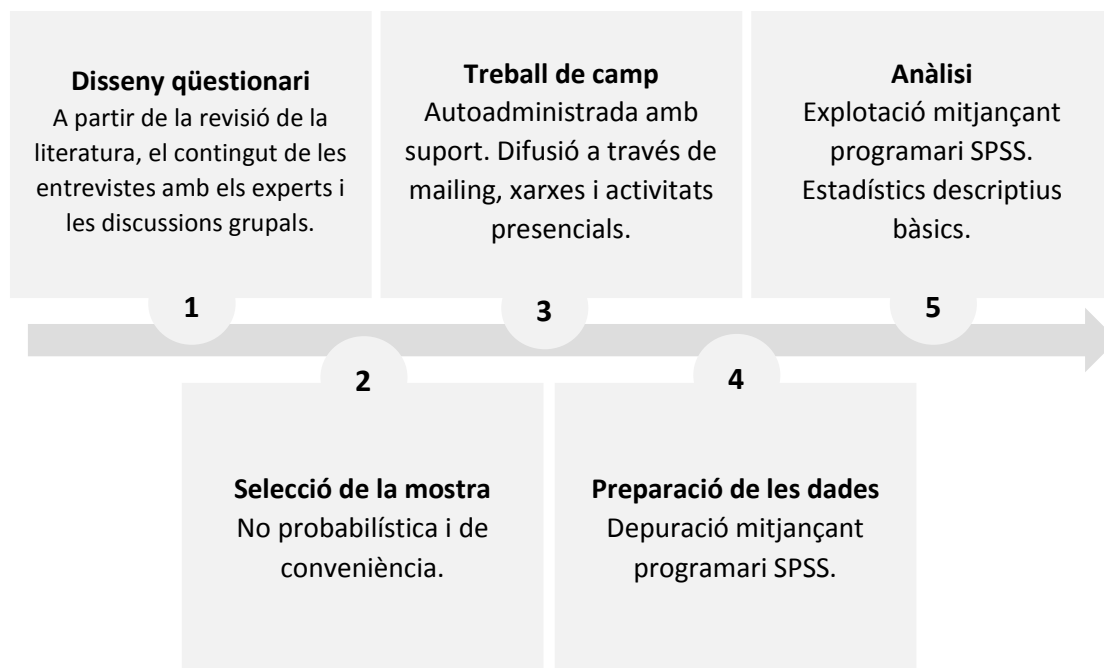 Disseny qüestionari
A partir de la revisió de la
literatura, el contingut de les
entrevistes amb els experts i
les discussions grupals.
1
Treball de camp
Autoadministrada amb
suport. Difusió a través de
mailing, xarxes i activitats
presencials.
3
Anàlisi
Explotació mitjançant
programari SPSS.
Estadístics descriptius
bàsics.
5
2
Selecció de la mostra
No probabilística i de
conveniència.
4
Preparació de les dades
Depuració mitjançant
programari SPSS.